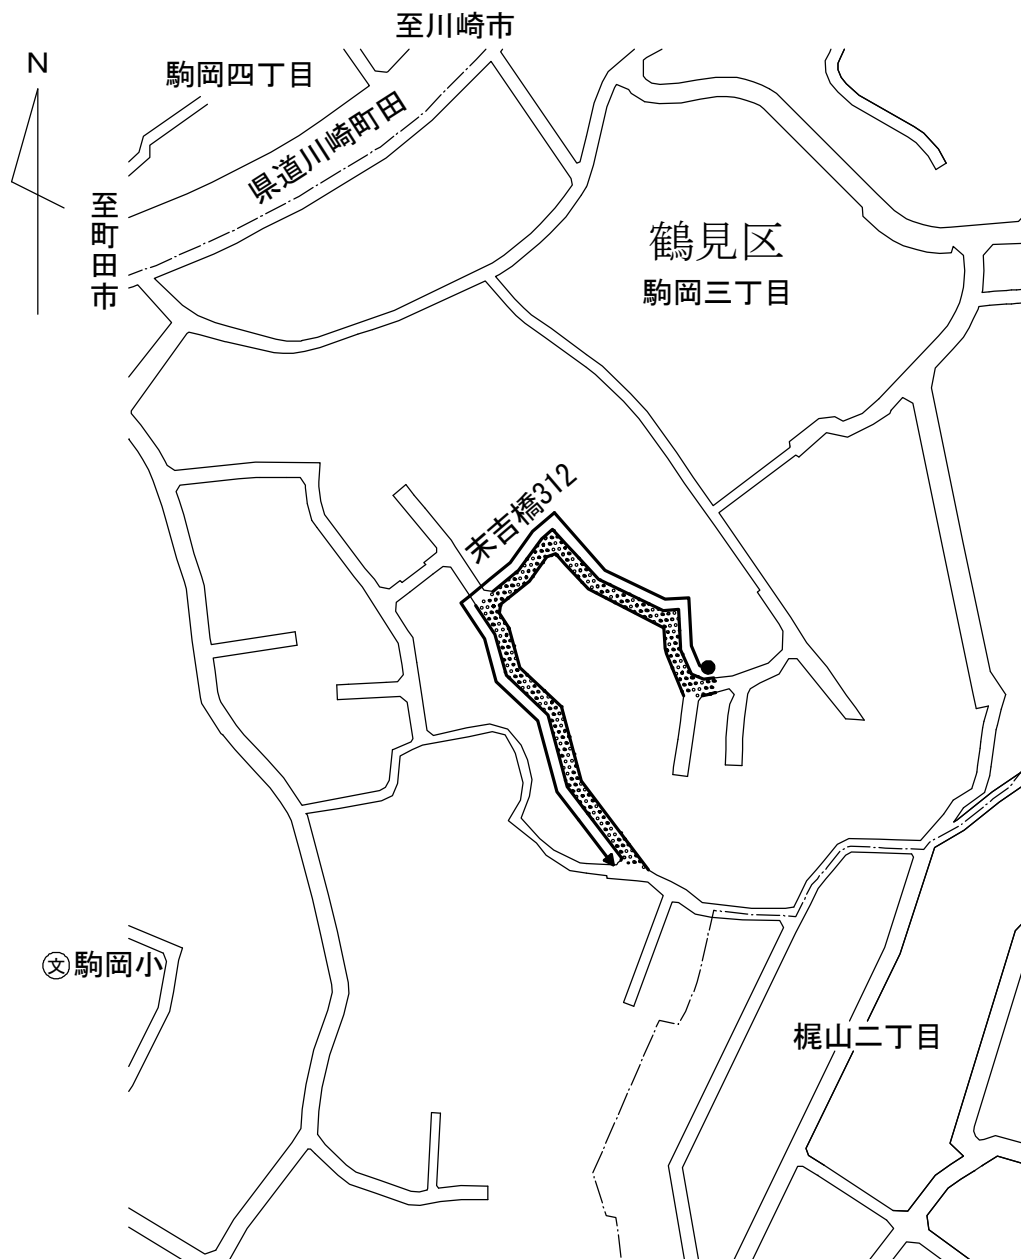 至川崎市
N
駒岡四丁目
県道川崎町田
至町田市
鶴見区
駒岡三丁目
末吉橋312
文駒岡小
梶山二丁目